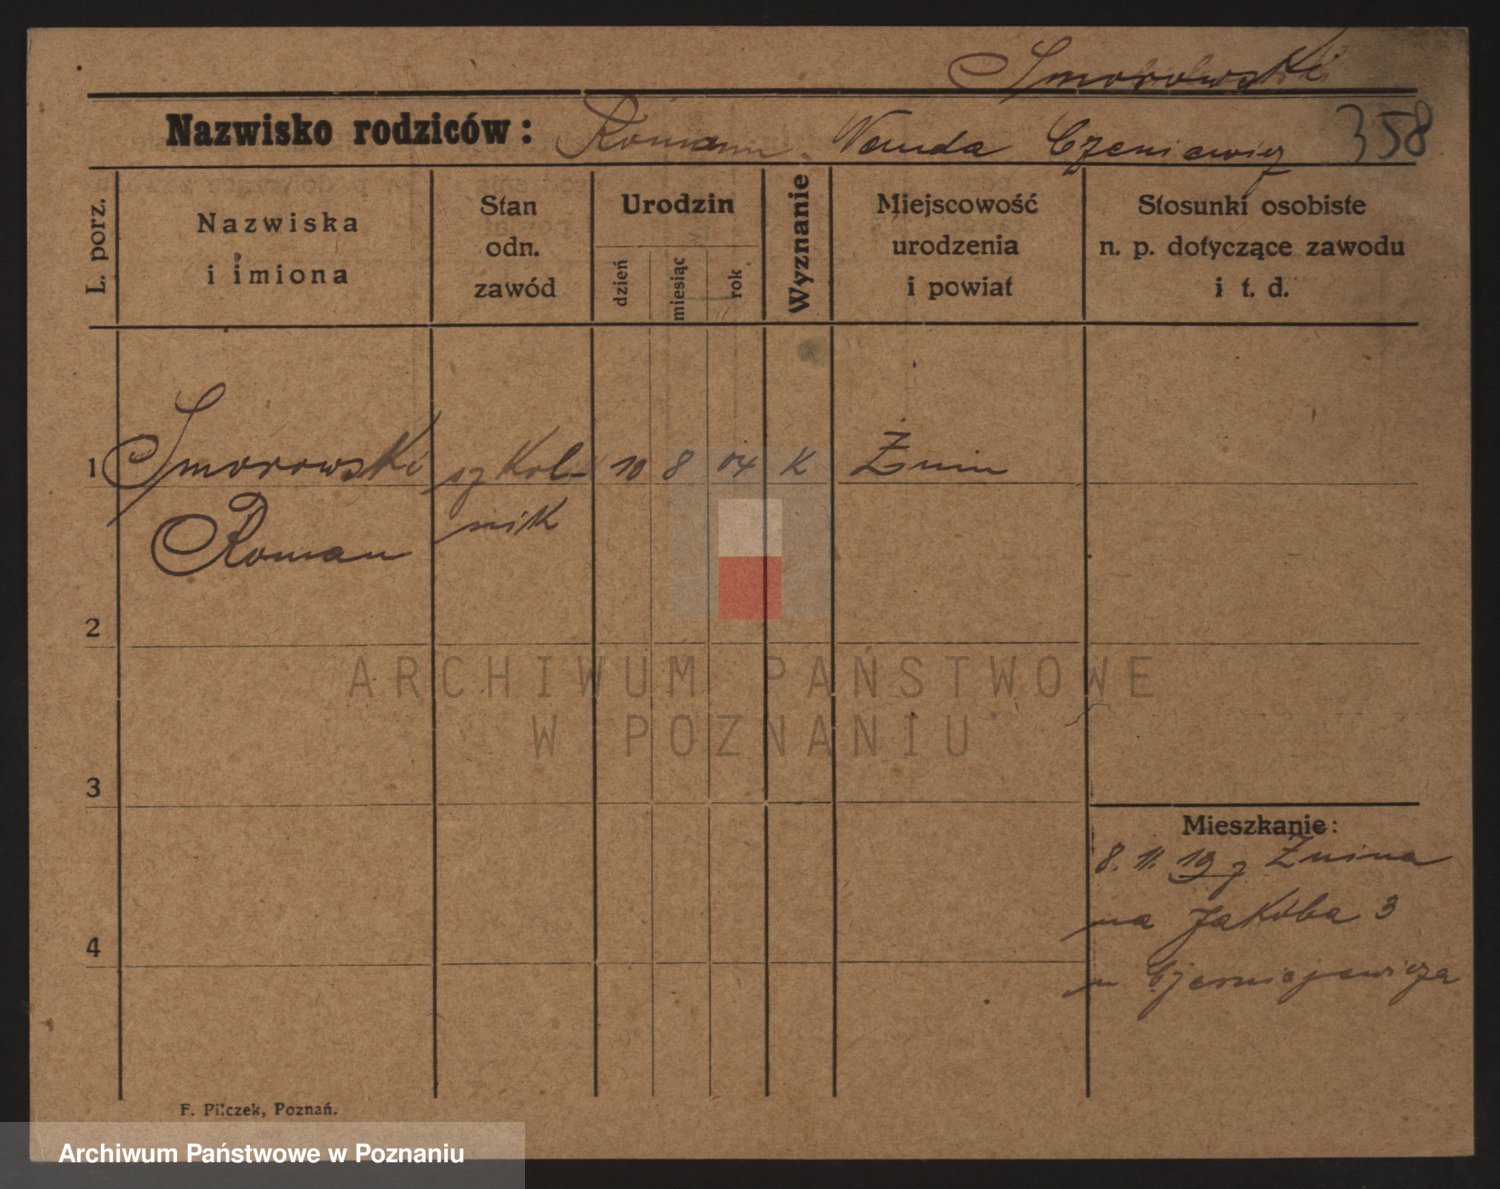 Smorowski
Nazwisko rodziców: Roman Wanda Czeniewicz 358
L. porz.
Nazwiska
i imiona
Stan
odn.
zawód
Urodzin
dzień
miesiąc
rok
Wyznanie
Miejscowość
urodzenia
i powiat
Stosunki osobiste
n. p. dotyczące zawodu
i t. d.
1 Smorowski szkol- 10 8 04 K Żnin
Roman nik
2
3
4
Mieszkanie:
8. 11. 19 z Żnina
na Jakóba 3
u Czerniejewicza
F. Pilczek, Poznań.
ARCHIWUM PAŃSTWOWE
W POZNANIU
Archiwum Państwowe w Poznaniu